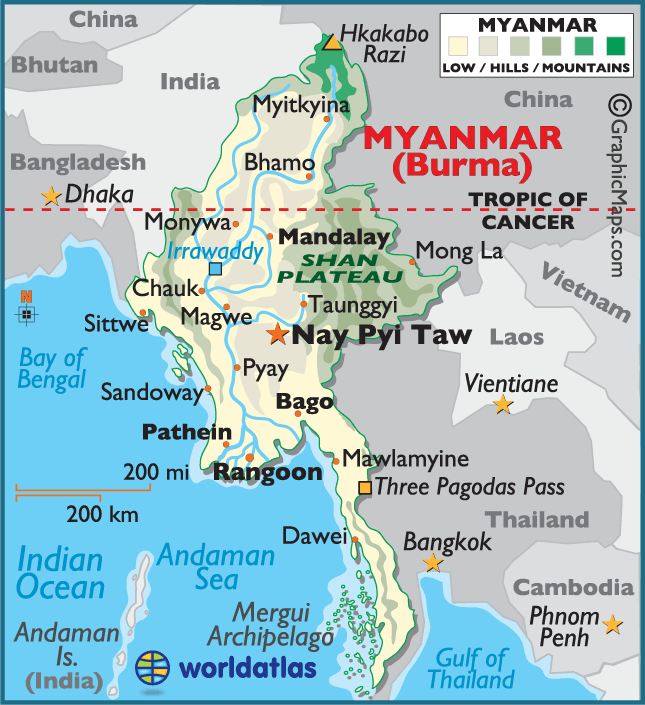 China
Hkakabo
Razi
MYANMAR
LOW / HILLS / MOUNTAINS
Bhutan
India
China
©GraphicMaps.com
Myitkyina
MYANMAR
(Burma)
Bhamo
Bangladesh
Dhaka
TROPIC OF
CANCER
Monywa
Mandalay
Irrawaddy
SHAN
PLATEAU
Mong La
Vietnam
Chauk
Taunggyi
N
Sittwe
Magwe
Nay Pyi Taw
Laos
Bay of
Bengal
Pyay
Vientiane
Sandoway
Bago
Pathein
Rangoon
Mawlamyine
200 mi
Three Pagodas Pass
200 km
Thailand
Dawei
Bangkok
Indian
Ocean
Andaman
Sea
Cambodia
Mergui
Archipelago
Phnom
Penh
Andaman
Is.
(India)
worldatlas
Gulf of
Thailand